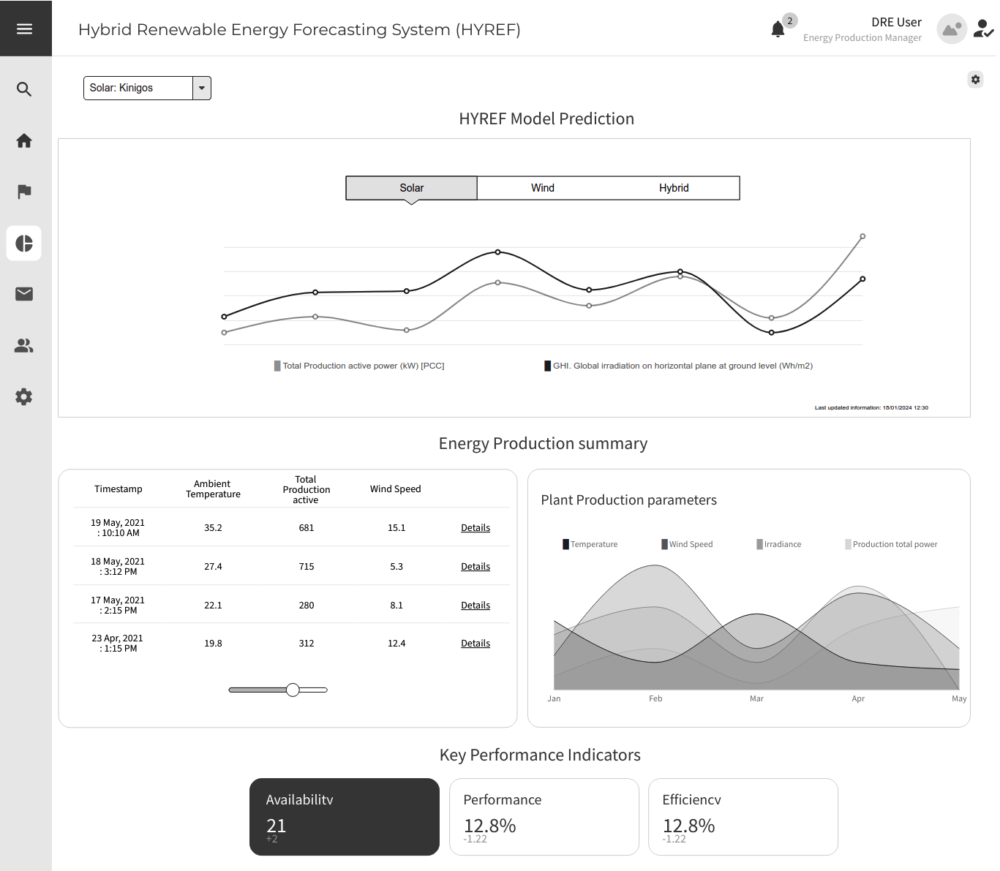 Hybrid Renewable Energy Forecasting System (HYREF)
2
DRE User
Energy Production Manager
Solar: Kinigos
HYREF Model Prediction
Solar
Wind
Hybrid
Total Production active power (kW) [PCC]
GHI. Global irradiation on horizontal plane at ground level (Wh/m2)
Last updated information: 15/01/2024 12:30
Energy Production summary
Timestamp
Ambient
Temperature
Total
Production
active
Wind Speed
19 May, 2021
: 10:10 AM
35.2
681
15.1
Details
18 May, 2021
: 3:12 PM
27.4
715
5.3
Details
17 May, 2021
: 2:15 PM
22.1
280
8.1
Details
23 Apr, 2021
: 1:15 PM
19.8
312
12.4
Details
Plant Production parameters
Temperature
Wind Speed
Irradiance
Production total power
Jan
Feb
Mar
Apr
May
Key Performance Indicators
Availability
21
+2
Performance
12.8%
-1.22
Efficiency
12.8%
-1.22